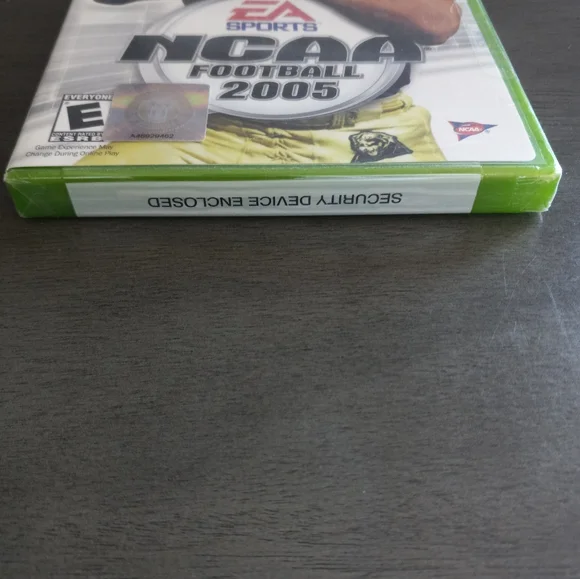 EA
SPORTS
NCAA
FOOTBALL
2005
EVERYONE
E
CONTENT RATED BY
ESRB
Game Experience May
Change During Online Play
NCAA
SECURITY DEVICE ENCLOSED